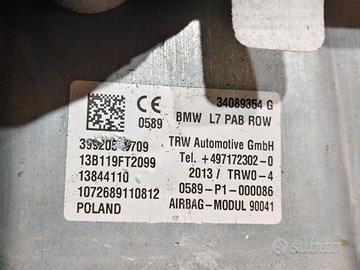 34089354 G
CE
0589
BMW L7 PAB ROW
TRW Automotive GmbH
13B119FT2099
Tel. +497172302-0
13844110
2013 / TRW0-4
1072689110812
0589-P1-000086
POLAND
AIRBAG-MODUL 90041
subito